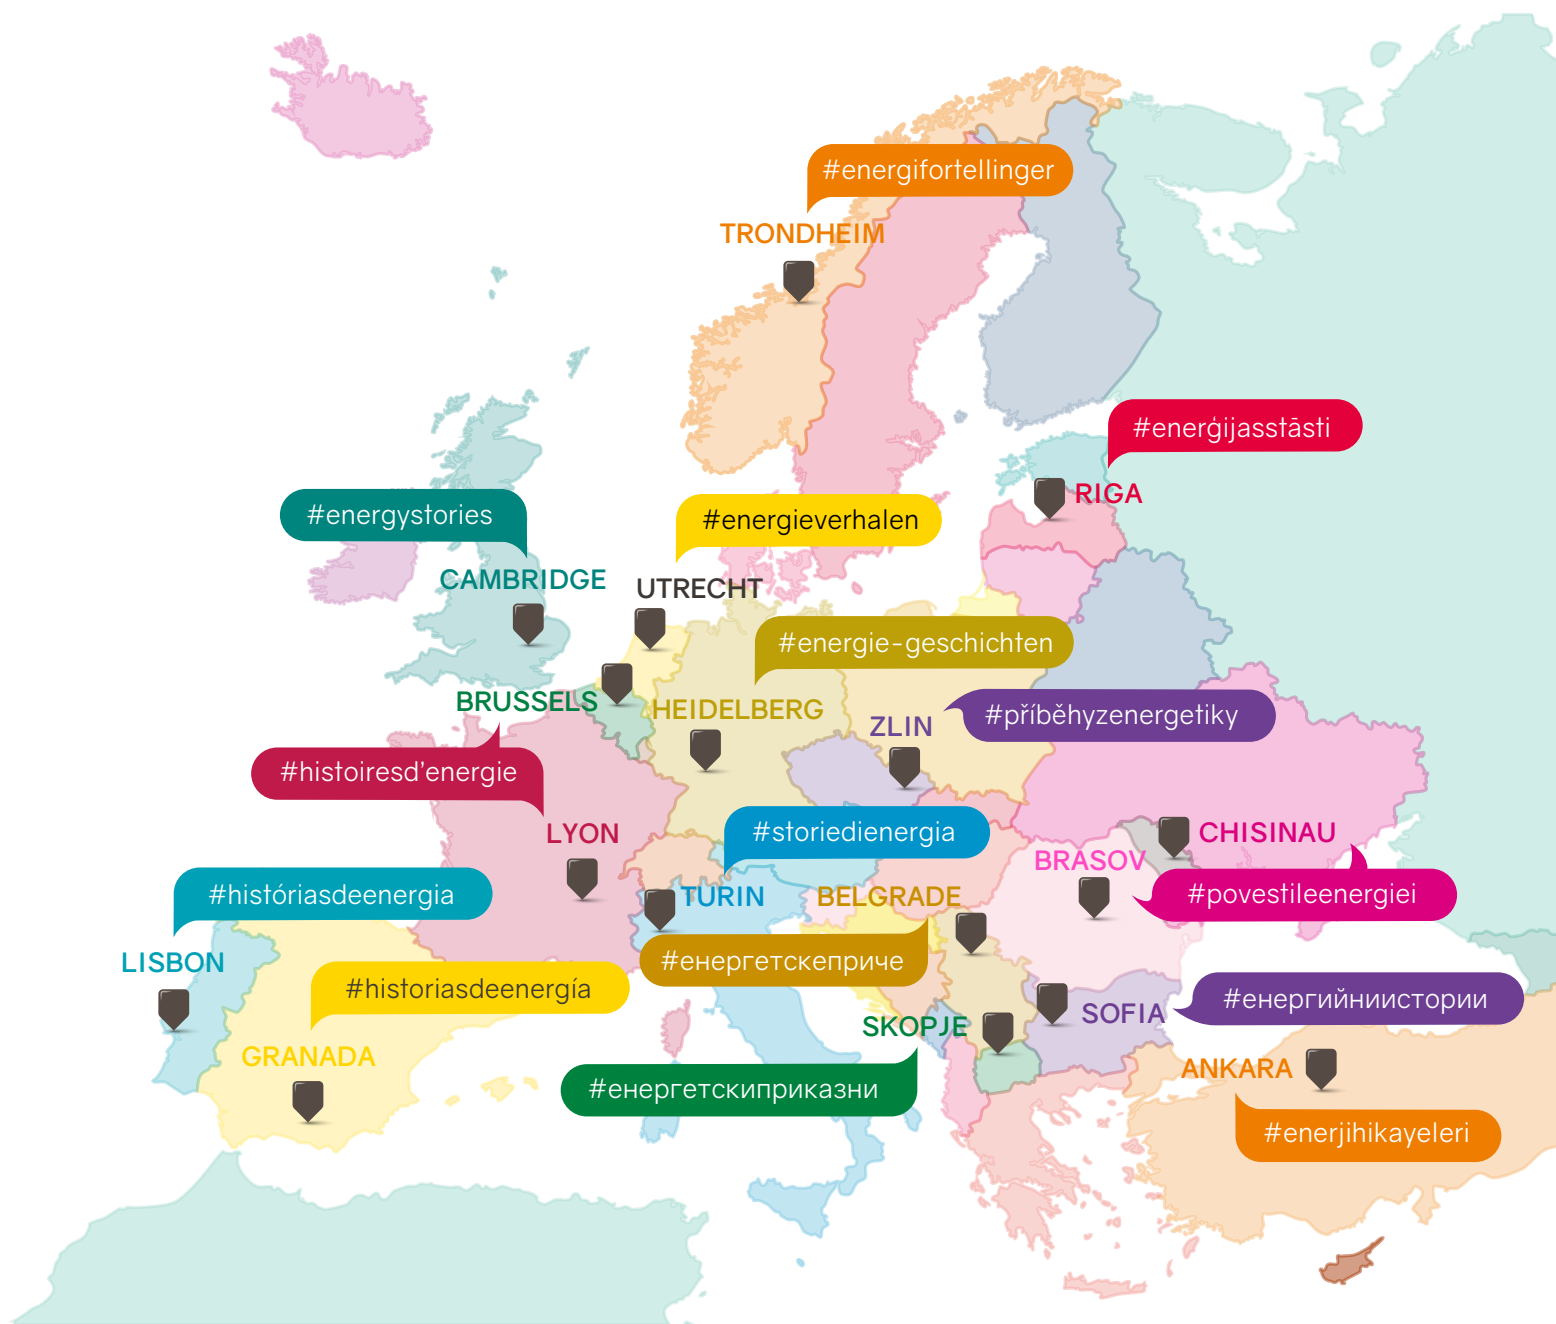 #energifortellinger
TRONDHEIM
#enerģijasstāsti
RIGA
#energystories
CAMBRIDGE
#energieverhalen
UTRECHT
#energie-geschichten
HEIDELBERG
BRUSSELS
#příběhyzenergetiky
ZLIN
#histoiresd'energie
LYON
#storiedienergia
TURIN
CHISINAU
BRASOV
#povestileenergiei
BELGRADE
#енергетскеприче
#históriasdeenergia
LISBON
#historiasdeenergía
GRANADA
#енергийниистории
SOFIA
SKOPJE
#енергетскиприказни
ANKARA
#enerjihikayeleri